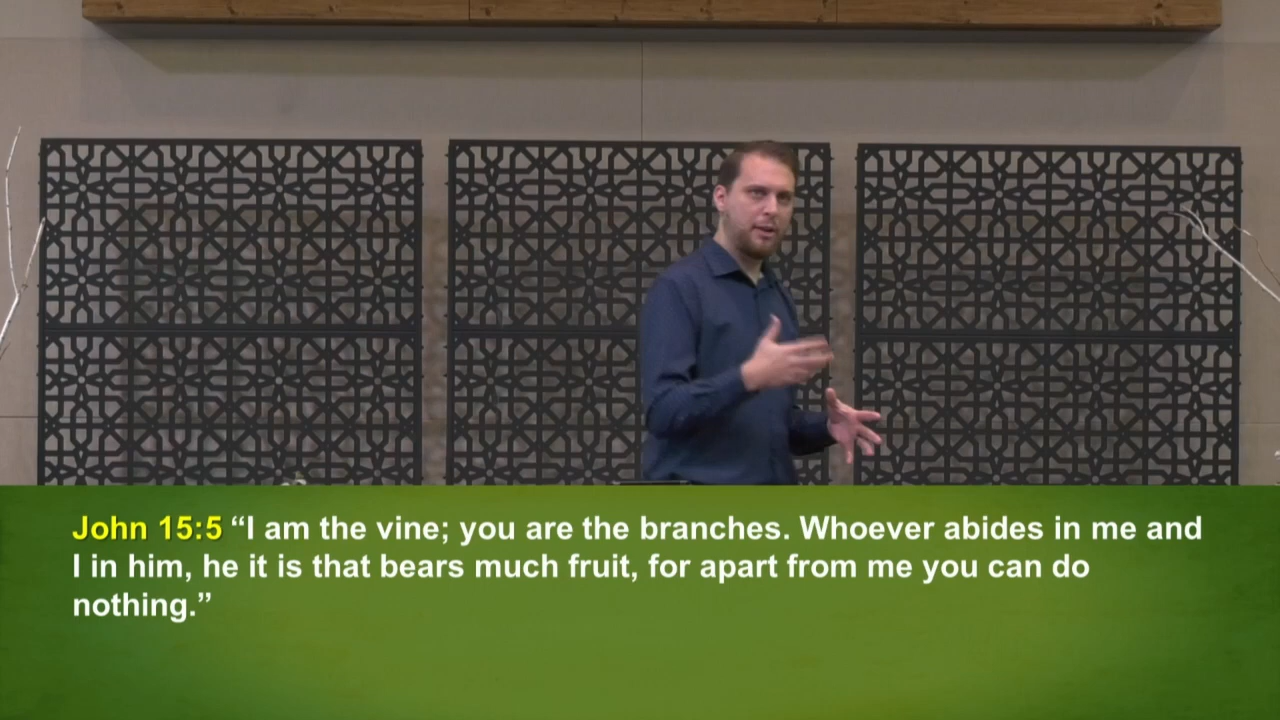 John 15:5 “I am the vine; you are the branches. Whoever abides in me and
I in him, he it is that bears much fruit, for apart from me you can do
nothing.”